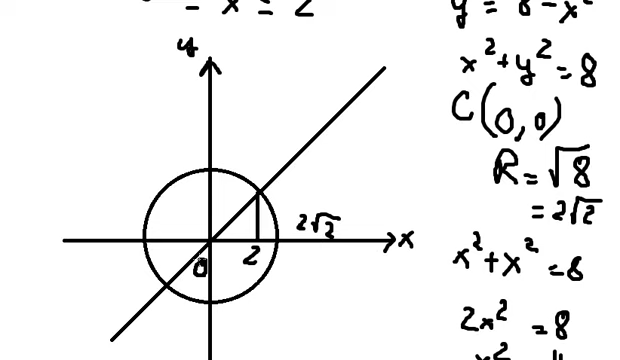 - x = 2
y = 8 - x²
x² + y² = 8
C(0, 0)
R = √8
= 2√2
x² + x² = 8
2x² = 8
y
x
0
2
2√2